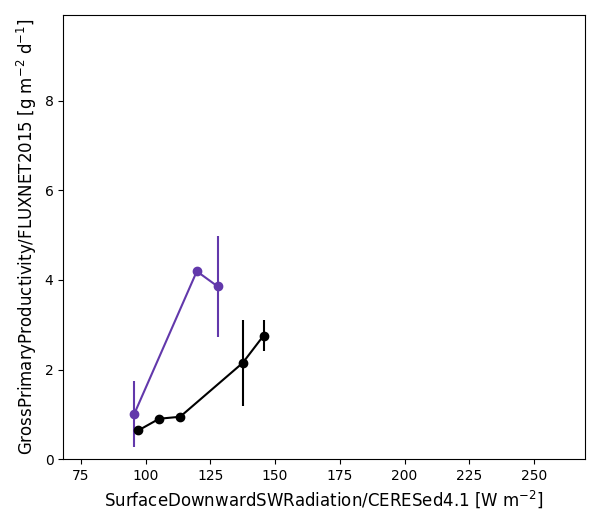 GrossPrimaryProductivity/FLUXNET2015 [g m⁻² d⁻¹]
8
6
4
2
0
75 100 125 150 175 200 225 250
SurfaceDownwardSWRadiation/CERESed4.1 [W m⁻²]